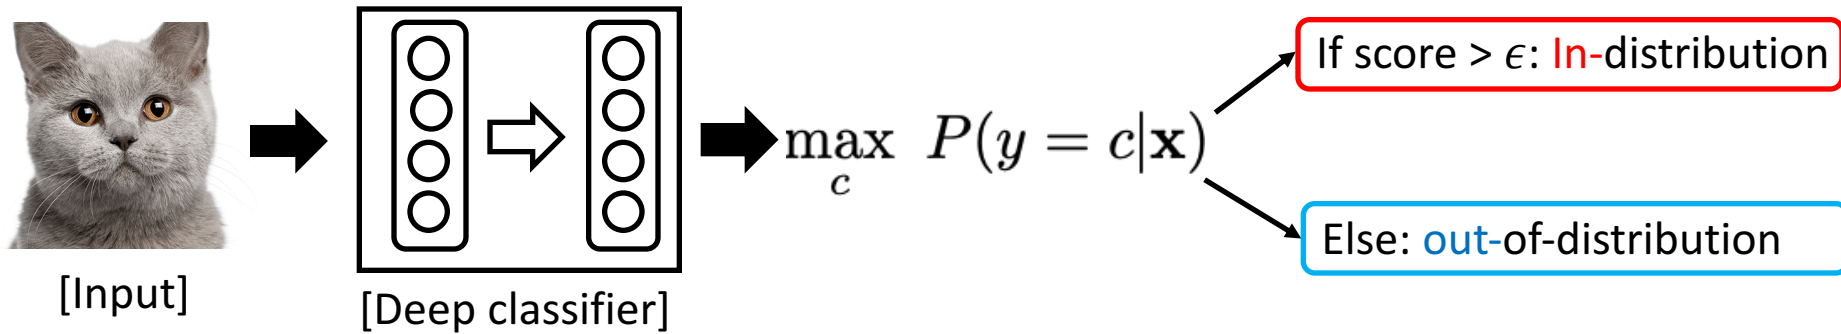 [Input]
[Deep classifier]
max P(y = c|x)
c
If score > ϵ: In-distribution
Else: out-of-distribution